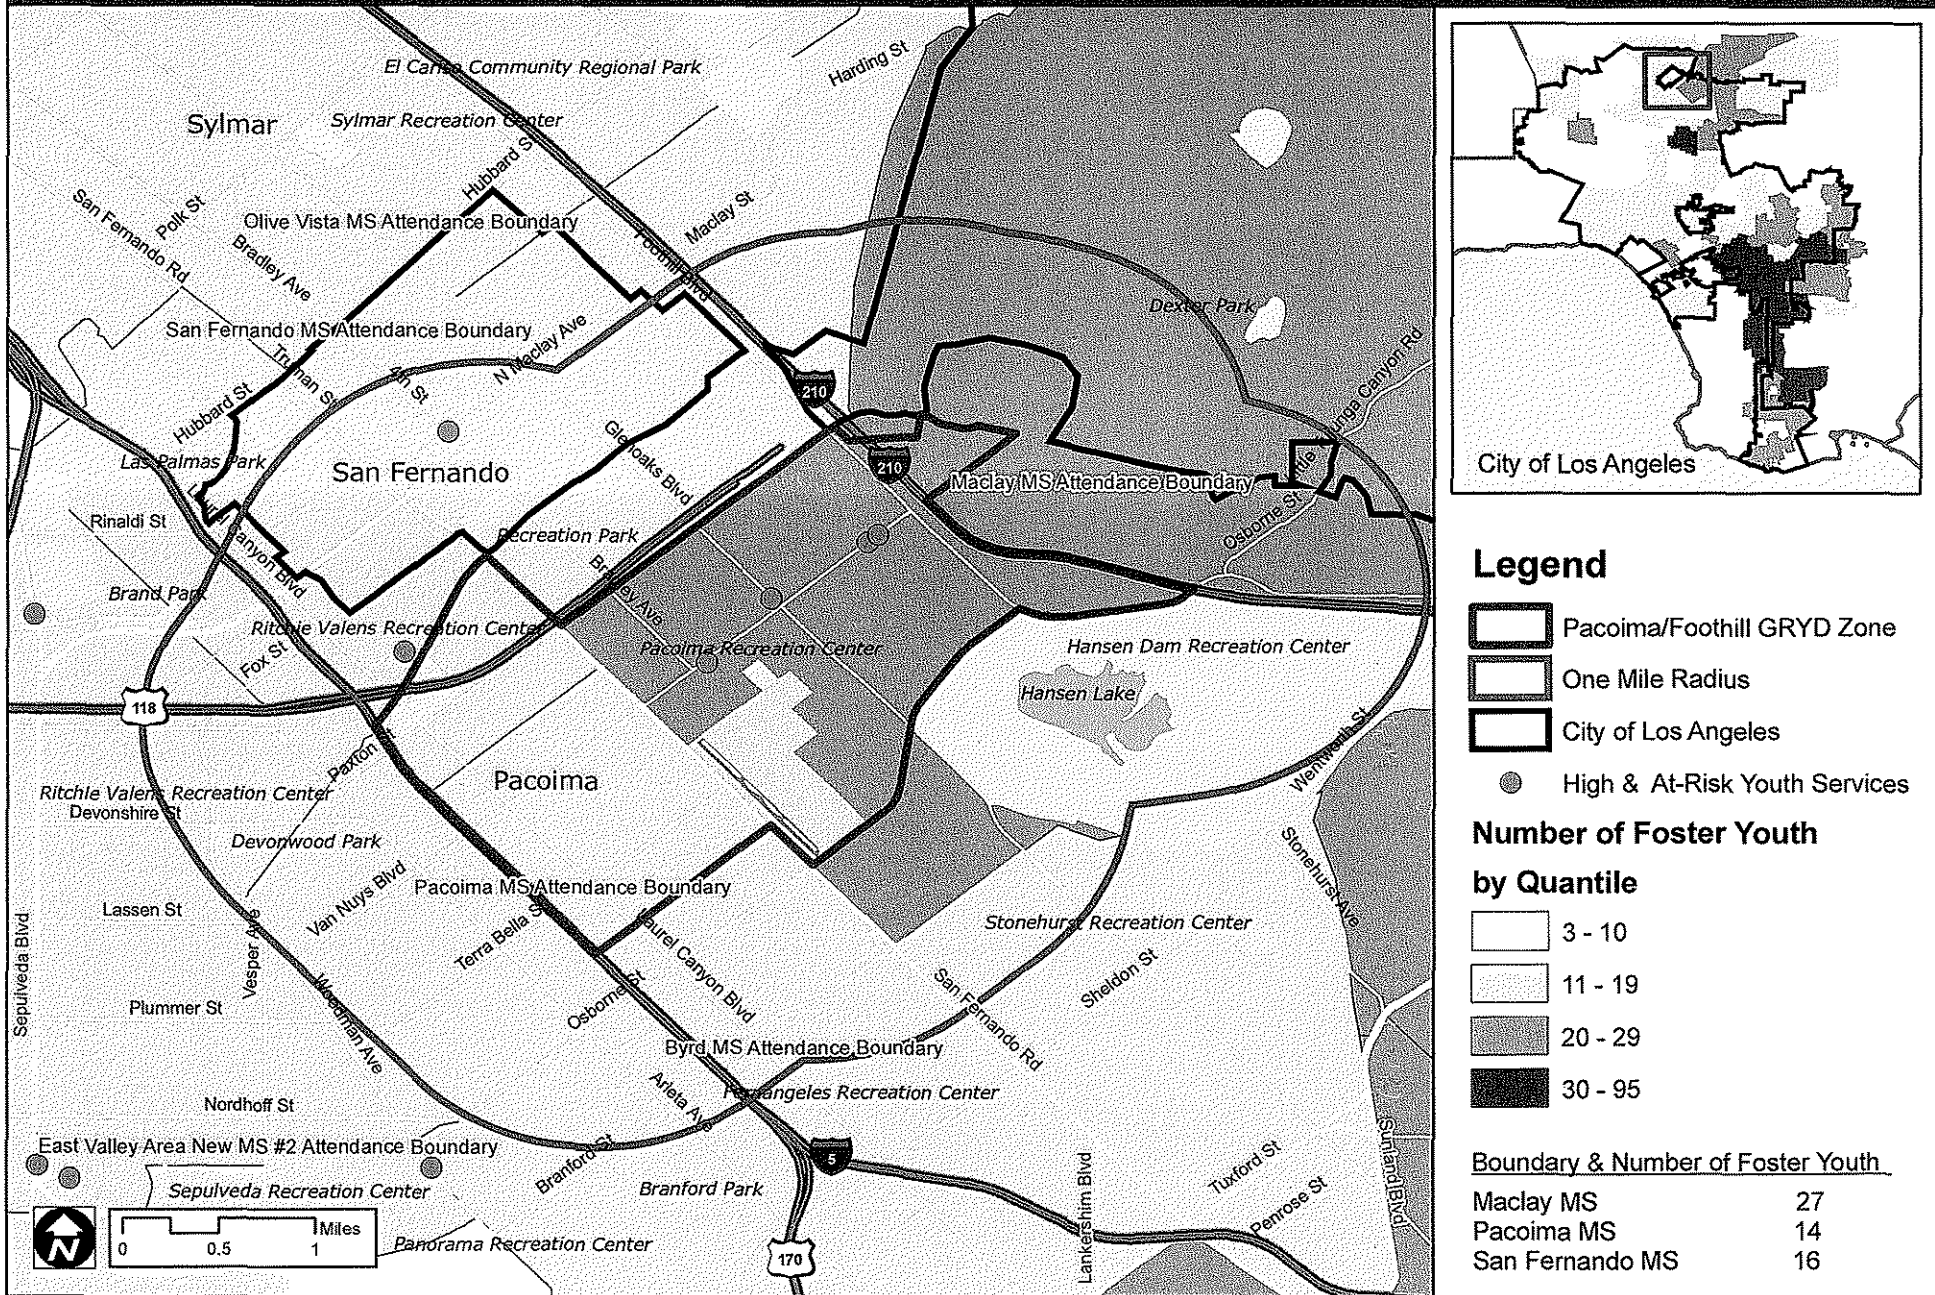 El Cariso Community Regional Park
Harding St
Sylmar
Sylmar Recreation Center
Hubbard St
Polk St
San Fernando Rd
Olive Vista MS Attendance Boundary
Maclay St
Bradley Ave
Foothill Blvd
Dexter Park
San Fernando MS Attendance Boundary
Truman St
4th St
N Maclay Ave
210
Hubbard St
Las Palmas Park
San Fernando
Glenoaks Blvd
210
Maclay MS Attendance Boundary
Little Tujunga Canyon Rd
Osborne St
Rinaldi St
Recreation Park
Canyon Blvd
Brand Park
Bradley Ave
Ritchie Valens Recreation Center
Fox St
Pacoima Recreation Center
Hansen Dam Recreation Center
Hansen Lake
118
Paxton St
Pacoima
Wentworth St
Ritchie Valens Recreation Center
Devonshire St
Devonwood Park
Stonehurst Ave
Van Nuys Blvd
Pacoima MS Attendance Boundary
Lassen St
Vesper Ave
Terra Bella St
Laurel Canyon Blvd
Stonehurst Recreation Center
Sepulveda Blvd
Woodman Ave
Plummer St
Osborne St
San Fernando Rd
Sheldon St
Byrd MS Attendance Boundary
Arleta Ave
Fernangeles Recreation Center
Nordhoff St
East Valley Area New MS #2 Attendance Boundary
5
Branford St
Sepulveda Recreation Center
Branford Park
Lankershim Blvd
Tuxford St
Penrose St
Sunland Blvd
N
0 0.5 1 Miles
Panorama Recreation Center
170
City of Los Angeles
Legend
Pacoima/Foothill GRYD Zone
One Mile Radius
City of Los Angeles
High & At-Risk Youth Services
Number of Foster Youth
by Quantile
3 - 10
11 - 19
20 - 29
30 - 95
Boundary & Number of Foster Youth
Maclay MS 27
Pacoima MS 14
San Fernando MS 16